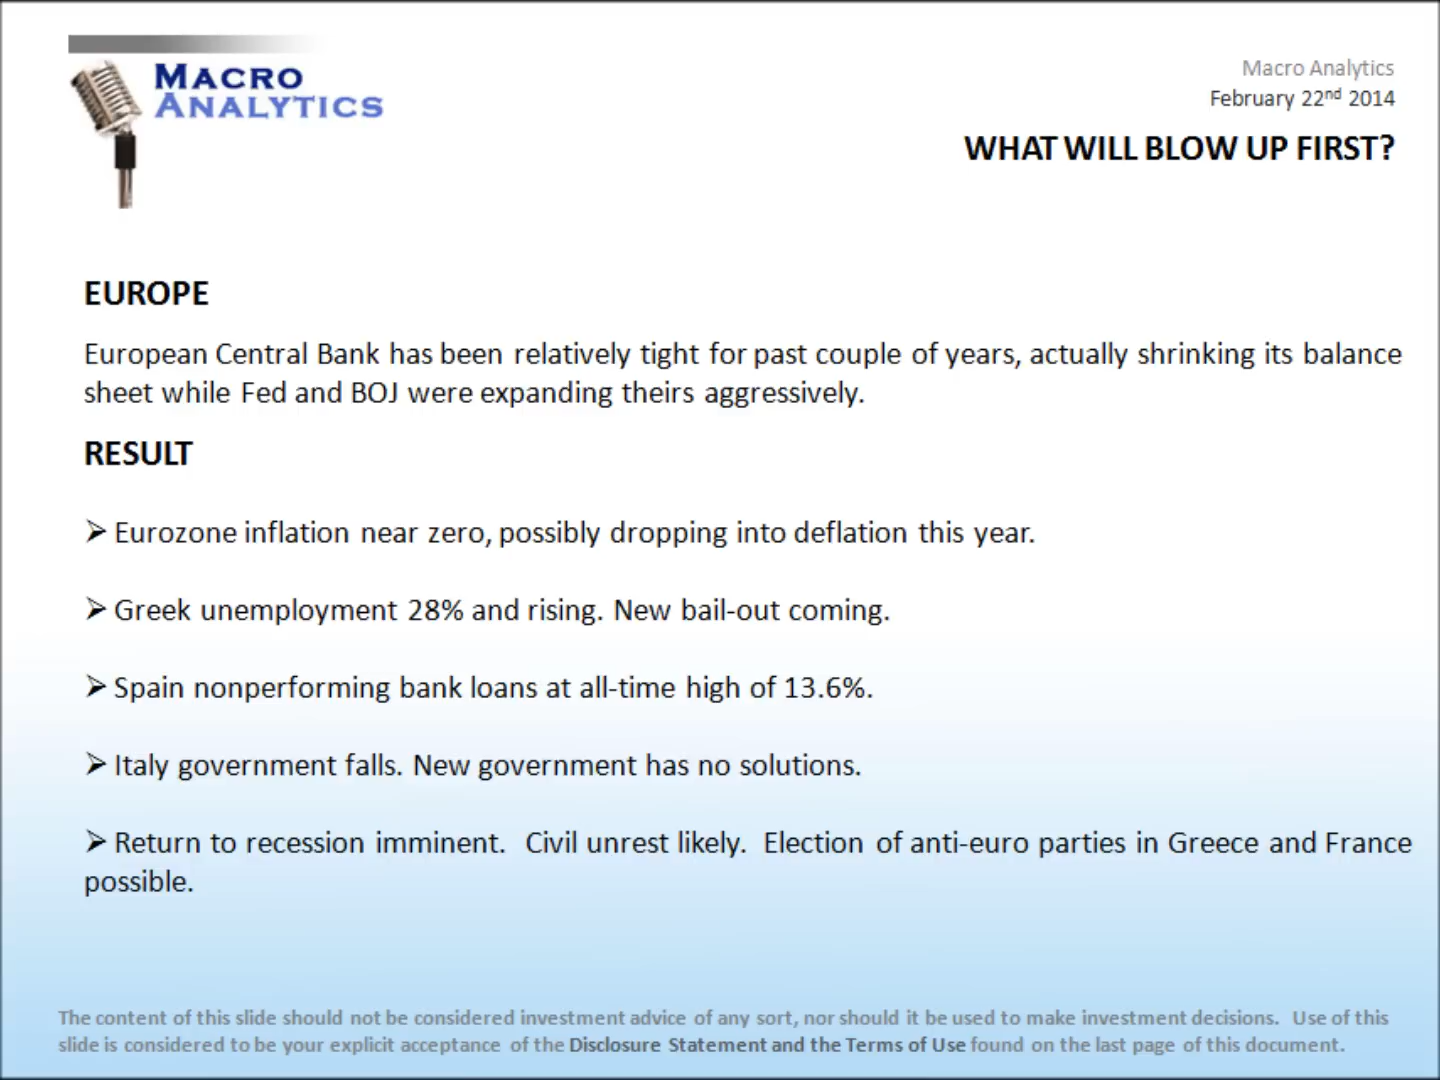 MACRO
ANALYTICS
Macro Analytics
February 22nd 2014
WHAT WILL BLOW UP FIRST?
EUROPE
European Central Bank has been relatively tight for past couple of years, actually shrinking its balance
sheet while Fed and BOJ were expanding theirs aggressively.
RESULT
➢ Eurozone inflation near zero, possibly dropping into deflation this year.
➢ Greek unemployment 28% and rising. New bail-out coming.
➢ Spain nonperforming bank loans at all-time high of 13.6%.
➢ Italy government falls. New government has no solutions.
➢ Return to recession imminent.  Civil unrest likely.  Election of anti-euro parties in Greece and France
possible.
The content of this slide should not be considered investment advice of any sort, nor should it be used to make investment decisions.  Use of this
slide is considered to be your explicit acceptance of the Disclosure Statement and the Terms of Use found on the last page of this document.